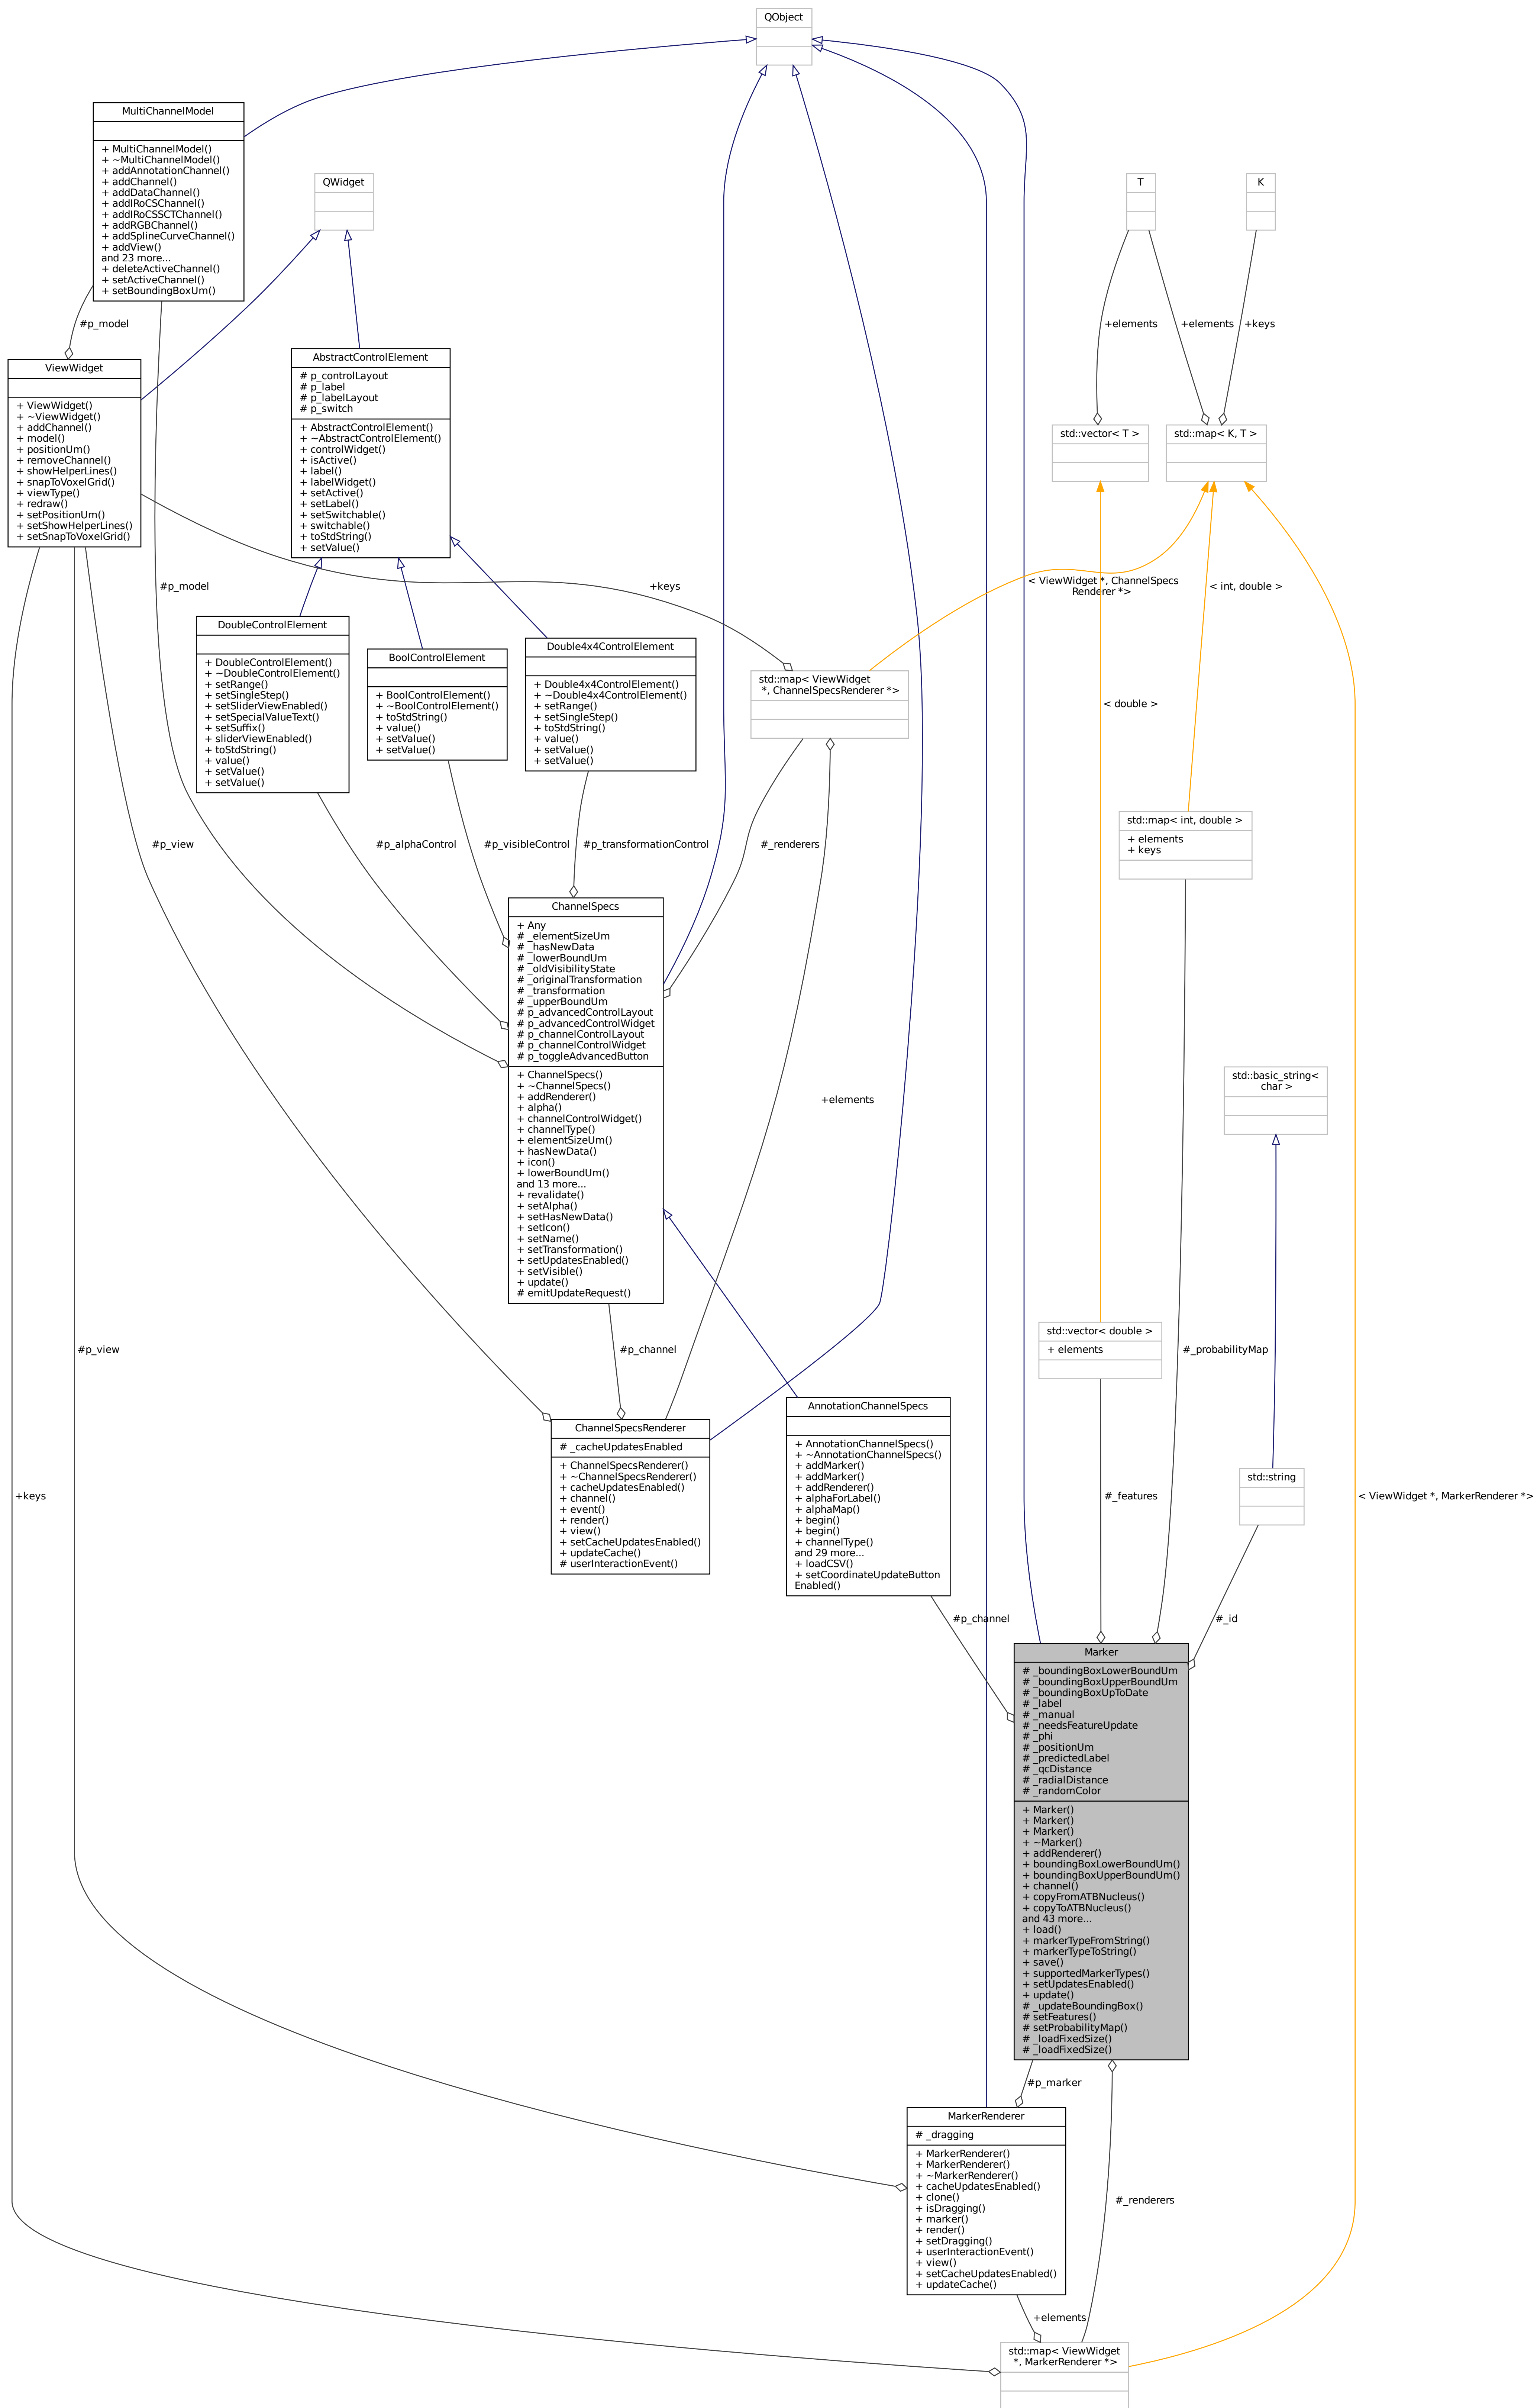 QObject
MultiChannelModel
+ MultiChannelModel()
+ ~MultiChannelModel()
+ addAnnotationChannel()
+ addChannel()
+ addDataChannel()
+ addIRoCSChannel()
+ addIRoCSSCTChannel()
+ addRGBChannel()
+ addSplineCurveChannel()
+ addView()
and 23 more...
+ deleteActiveChannel()
+ setActiveChannel()
+ setBoundingBoxUm()
QWidget
T
K
#p_model
+elements
+elements
+keys
ViewWidget
+ ViewWidget()
+ ~ViewWidget()
+ addChannel()
+ model()
+ positionUm()
+ removeChannel()
+ showHelperLines()
+ snapToVoxelGrid()
+ viewType()
+ redraw()
+ setPositionUm()
+ setShowHelperLines()
+ setSnapToVoxelGrid()
AbstractControlElement
# p_controlLayout
# p_label
# p_labelLayout
# p_switch
+ AbstractControlElement()
+ ~AbstractControlElement()
+ controlWidget()
+ isActive()
+ label()
+ labelWidget()
+ setActive()
+ setLabel()
+ setSwitchable()
+ switchable()
+ toStdString()
+ setValue()
std::vector< T >
std::map< K, T >
#p_model
+keys
< ViewWidget *, ChannelSpecs
Renderer *>
< int, double >
DoubleControlElement
+ DoubleControlElement()
+ ~DoubleControlElement()
+ setRange()
+ setSingleStep()
+ setSliderViewEnabled()
+ setSpecialValueText()
+ setSuffix()
+ sliderViewEnabled()
+ toStdString()
+ value()
+ setValue()
+ setValue()
BoolControlElement
+ BoolControlElement()
+ ~BoolControlElement()
+ toStdString()
+ value()
+ setValue()
+ setValue()
Double4x4ControlElement
+ Double4x4ControlElement()
+ ~Double4x4ControlElement()
+ setRange()
+ setSingleStep()
+ toStdString()
+ value()
+ setValue()
+ setValue()
std::map< ViewWidget
*, ChannelSpecsRenderer *>
< double >
std::map< int, double >
+ elements
+ keys
#p_view
#p_alphaControl
#p_visibleControl
#p_transformationControl
#_renderers
ChannelSpecs
+ Any
# _elementSizeUm
# _hasNewData
# _lowerBoundUm
# _oldVisibilityState
# _originalTransformation
# _transformation
# _upperBoundUm
# p_advancedControlLayout
# p_advancedControlWidget
# p_channelControlLayout
# p_channelControlWidget
# p_toggleAdvancedButton
+ ChannelSpecs()
+ ~ChannelSpecs()
+ addRenderer()
+ alpha()
+ channelControlWidget()
+ channelType()
+ elementSizeUm()
+ hasNewData()
+ icon()
+ lowerBoundUm()
and 13 more...
+ revalidate()
+ setAlpha()
+ setHasNewData()
+ setIcon()
+ setName()
+ setTransformation()
+ setUpdatesEnabled()
+ setVisible()
+ update()
# emitUpdateRequest()
+elements
std::basic_string<
char >
std::vector< double >
+ elements
#p_view
#p_channel
#_probabilityMap
ChannelSpecsRenderer
# _cacheUpdatesEnabled
+ ChannelSpecsRenderer()
+ ~ChannelSpecsRenderer()
+ cacheUpdatesEnabled()
+ channel()
+ event()
+ render()
+ view()
+ setCacheUpdatesEnabled()
+ updateCache()
# userInteractionEvent()
AnnotationChannelSpecs
+ AnnotationChannelSpecs()
+ ~AnnotationChannelSpecs()
+ addMarker()
+ addMarker()
+ addRenderer()
+ alphaForLabel()
+ alphaMap()
+ begin()
+ begin()
+ channelType()
and 29 more...
+ loadCSV()
+ setCoordinateUpdateButton
Enabled()
std::string
+keys
#_features
< ViewWidget *, MarkerRenderer *>
#p_channel
#_id
Marker
# _boundingBoxLowerBoundUm
# _boundingBoxUpperBoundUm
# _boundingBoxUpToDate
# _label
# _manual
# _needsFeatureUpdate
# _phi
# _positionUm
# _predictedLabel
# _qcDistance
# _radialDistance
# _randomColor
+ Marker()
+ Marker()
+ Marker()
+ ~Marker()
+ addRenderer()
+ boundingBoxLowerBoundUm()
+ boundingBoxUpperBoundUm()
+ channel()
+ copyFromATBNucleus()
+ copyToATBNucleus()
and 43 more...
+ load()
+ markerTypeFromString()
+ markerTypeToString()
+ save()
+ supportedMarkerTypes()
+ setUpdatesEnabled()
+ update()
# _updateBoundingBox()
# setFeatures()
# setProbabilityMap()
# _loadFixedSize()
# _loadFixedSize()
#p_marker
MarkerRenderer
# _dragging
+ MarkerRenderer()
+ MarkerRenderer()
+ ~MarkerRenderer()
+ cacheUpdatesEnabled()
+ clone()
+ isDragging()
+ marker()
+ render()
+ setDragging()
+ userInteractionEvent()
+ view()
+ setCacheUpdatesEnabled()
+ updateCache()
#_renderers
+elements
std::map< ViewWidget
*, MarkerRenderer *>